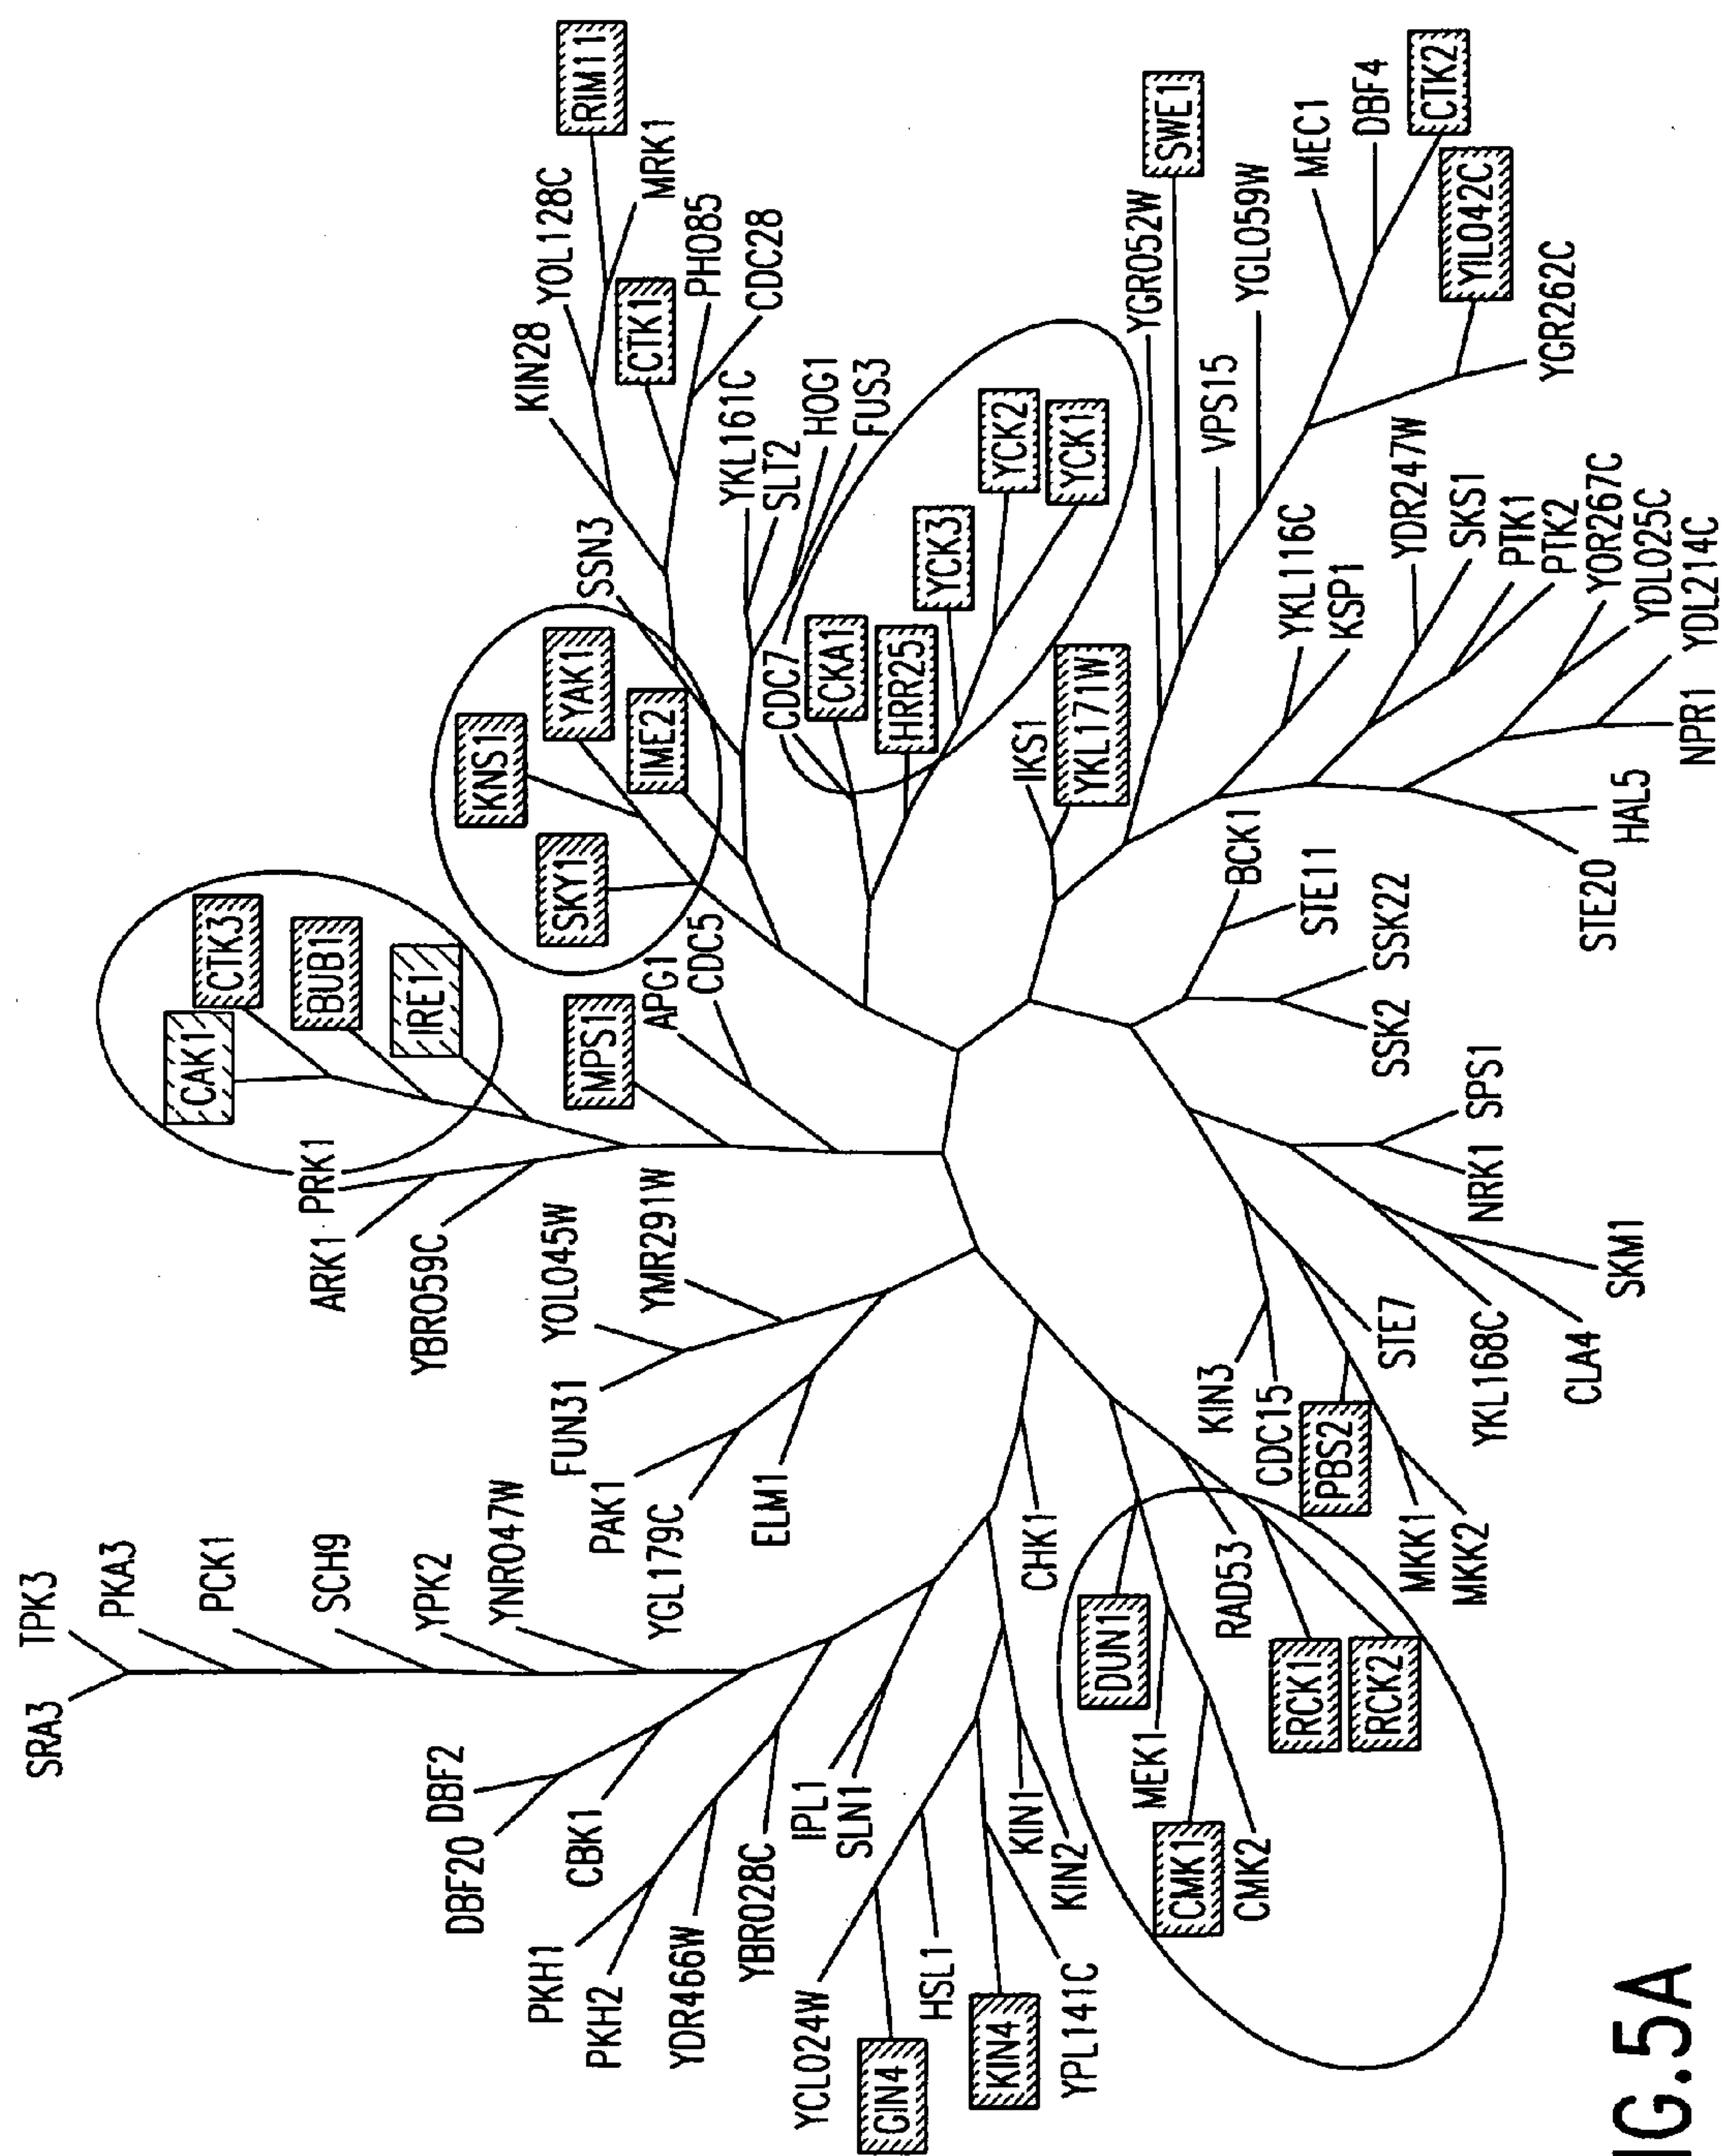 SRA3
TPK3
PKA3
PCK1
SCH9
YPK2
YNR047W
DBF2
DBF20
CBK1
PKH1
PKH2
YDR466W
YBR028C
IPL1
SLN1
YCL024W
GIN4
HSL1
KIN4
YPL141C
KIN1
KIN2
CHK1
FUN31
YOL045W
YMR291W
PAK1
YGL179C
ELM1
ARK1
PRK1
YBR059C
CAK1
CTK3
BUB1
IRE1
MPS1
APG1
CDC5
SKY1
KNS1
YAK1
IME2
SSN3
KIN28
YOL128C
RIM11
MRK1
CTK1
PHO85
CDC28
YKL161C
SLT2
HOG1
FUS3
CDC7
CKA1
HRR25
YCK3
YCK2
YCK1
IKS1
YKL171W
YGR052W
SWE1
VPS15
YGL059W
MEC1
DBF4
CTK2
YIL042C
YGR262C
YKL116C
KSP1
YDR247W
SKS1
PTK1
PTK2
YOR267C
YDL025C
YDL214C
NPR1
HAL5
STE20
BCK1
STE11
SSK22
SSK2
SPS1
NRK1
SKM1
CLA4
YKL168C
STE7
KIN3
CDC15
PBS2
MKK1
MKK2
DUN1
MEK1
CMK1
CMK2
RAD53
RCK1
RCK2
IG.5A